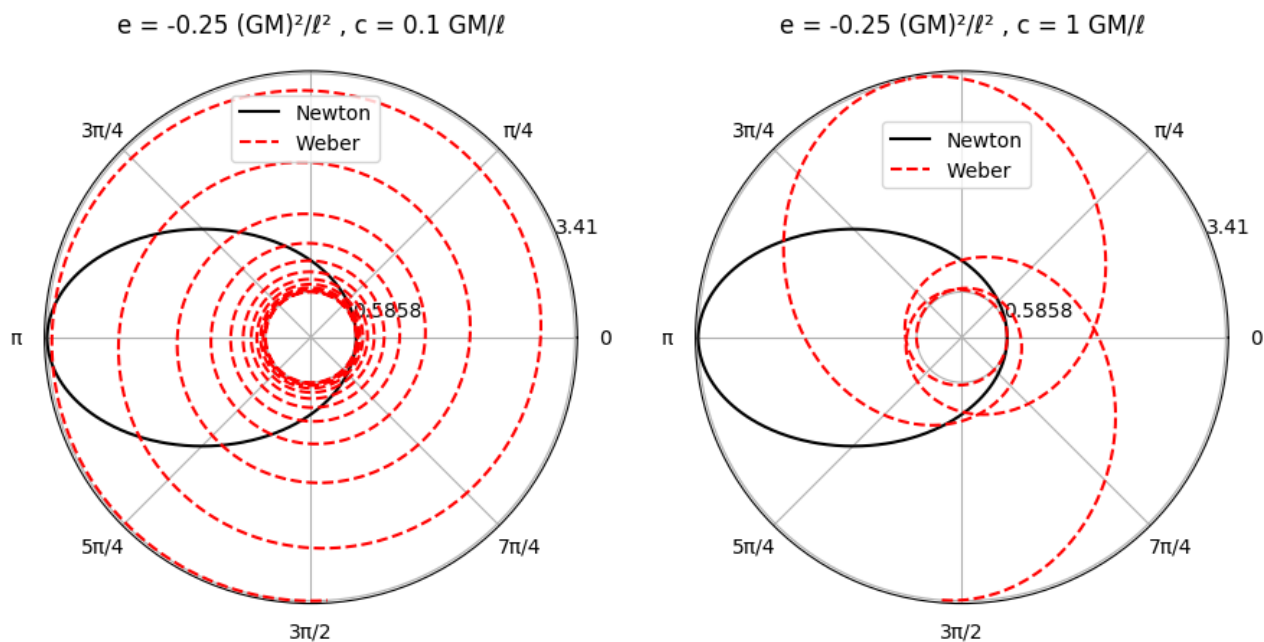 e = -0.25 (GM)²/ℓ² , c = 0.1 GM/ℓ
Newton
Weber
3π/4
π/4
3.41
0.5858
π
0
5π/4
7π/4
3π/2
e = -0.25 (GM)²/ℓ² , c = 1 GM/ℓ
Newton
Weber
3π/4
π/4
3.41
0.5858
π
0
5π/4
7π/4
3π/2